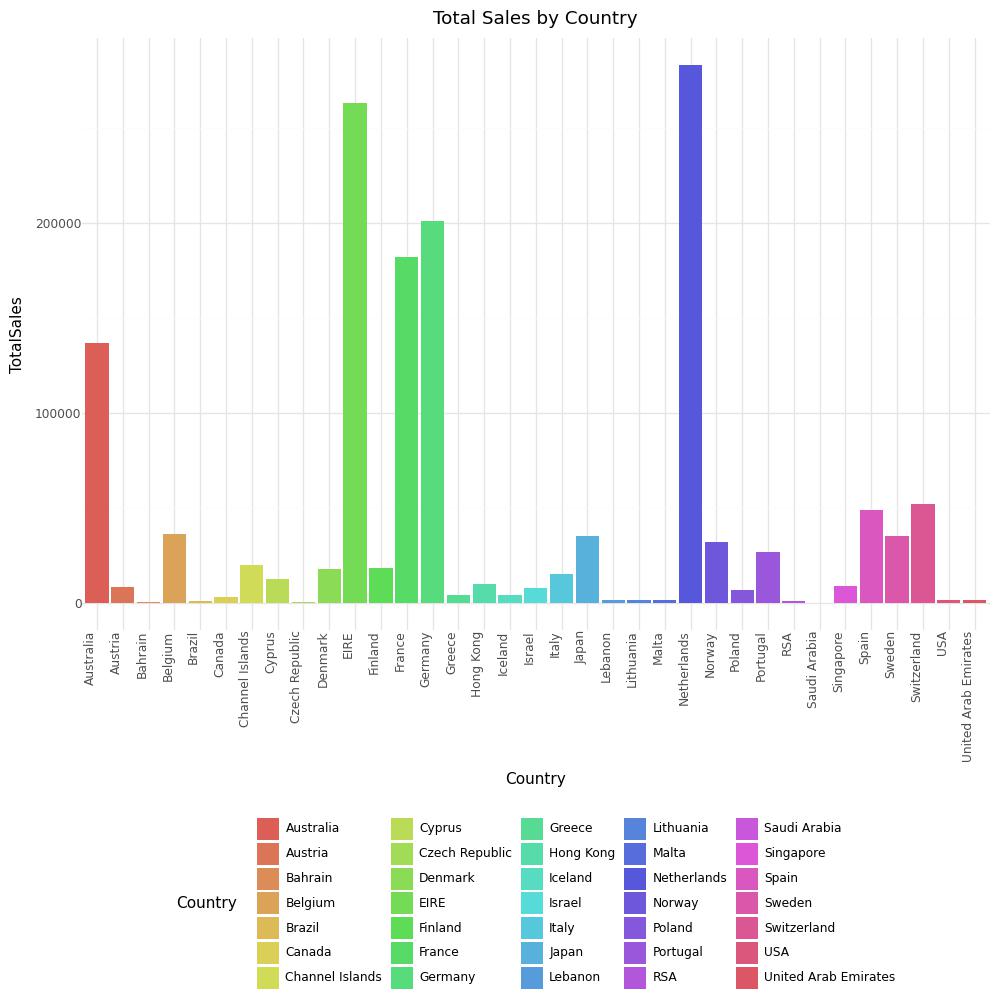 Total Sales by Country
TotalSales
200000
100000
0
Australia
Austria
Bahrain
Belgium
Brazil
Canada
Channel Islands
Cyprus
Czech Republic
Denmark
EIRE
Finland
France
Germany
Greece
Hong Kong
Iceland
Israel
Italy
Japan
Lebanon
Lithuania
Malta
Netherlands
Norway
Poland
Portugal
RSA
Saudi Arabia
Singapore
Spain
Sweden
Switzerland
USA
United Arab Emirates
Country
Country
Australia
Austria
Bahrain
Belgium
Brazil
Canada
Channel Islands
Cyprus
Czech Republic
Denmark
EIRE
Finland
France
Germany
Greece
Hong Kong
Iceland
Israel
Italy
Japan
Lebanon
Lithuania
Malta
Netherlands
Norway
Poland
Portugal
RSA
Saudi Arabia
Singapore
Spain
Sweden
Switzerland
USA
United Arab Emirates